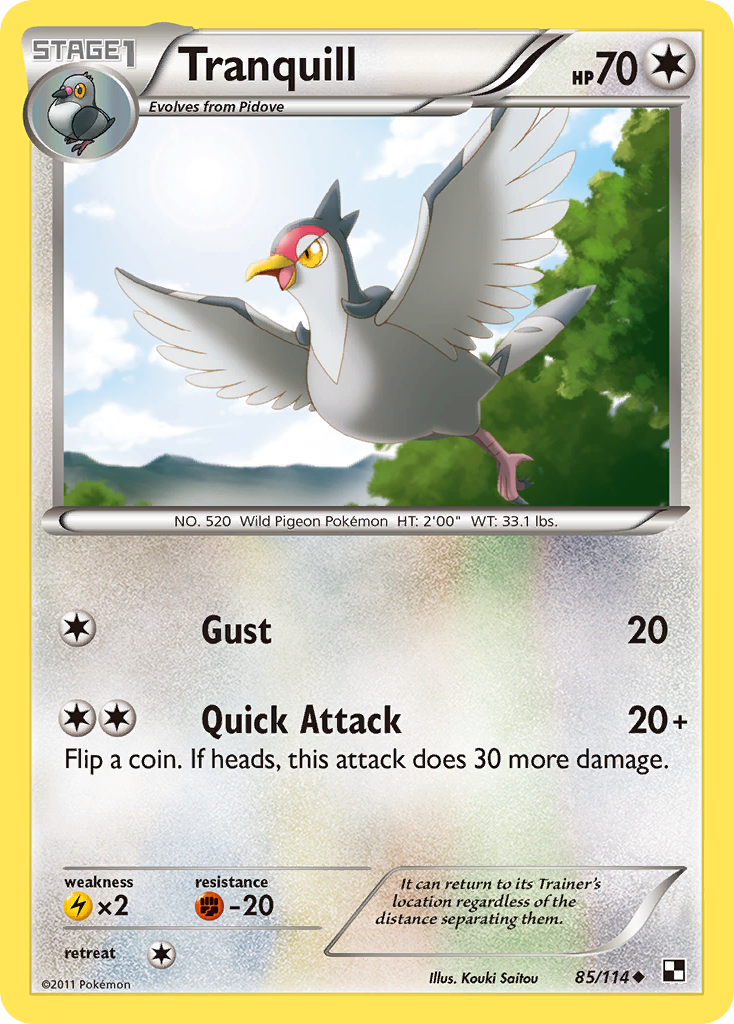 STAGE1
Tranquill
HP70
Evolves from Pidove
NO. 520 Wild Pigeon Pokémon HT: 2'00" WT: 33.1 lbs.
Gust 20
Quick Attack 20+
Flip a coin. If heads, this attack does 30 more damage.
weakness resistance
×2 -20
It can return to its Trainer's
location regardless of the
distance separating them.
retreat
Illus. Kouki Saitou 85/114
©2011 Pokémon